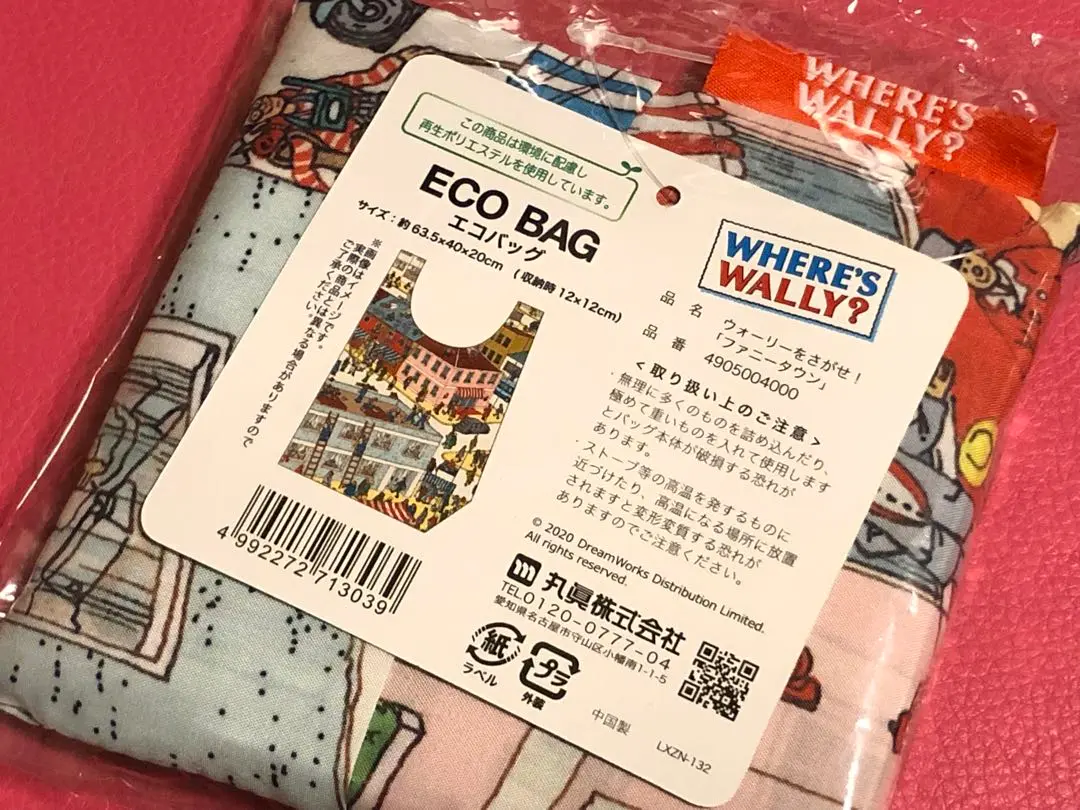 WHERE'S
WALLY?
この商品は環境に配慮し
再生ポリエステルを使用しています。
ECO BAG
エコバッグ
サイズ：約 63.5×40×20cm （収納時 12×12cm)
※画像はイメージです。
実際の商品とは異なる場合がありますので
ご了承ください。
4 992272 713039
WHERE'S
WALLY?
品 名 ウォーリーをさがせ！
「ファニータウン」
品 番 4905004000
<取り扱い上のご注意>
・無理に多くのものを詰め込んだり、
極めて重いものを入れて使用します
とバッグ本体が破損する恐れが
あります。
・ストーブ等の高温を発するものに
近づけたり、高温になる場所に放置
されますと変形変質する恐れが
ありますのでご注意ください。
© 2020 DreamWorks Distribution Limited.
All rights reserved.
丸眞株式会社
TEL0120-0777-04
愛知県名古屋市守山区小幡南1-1-5
紙
ラベル
プラ
外装
中国製
LXZN-132